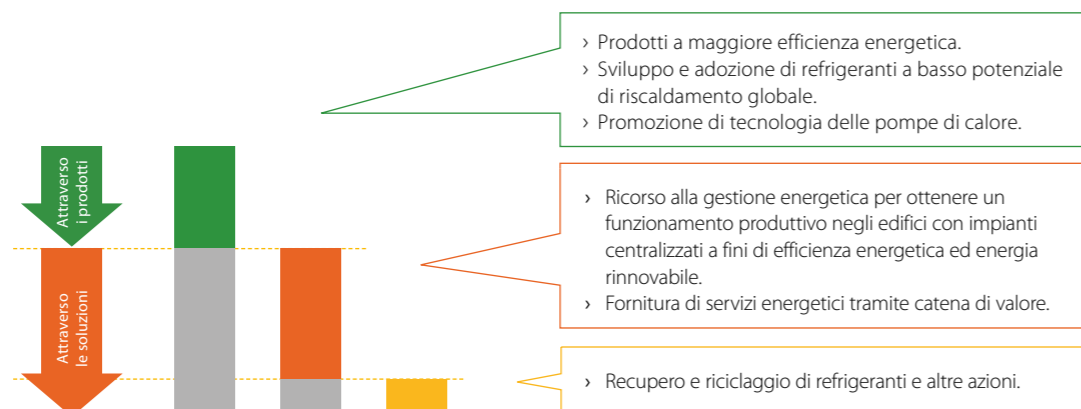 › Prodotti a maggiore efficienza energetica.
› Sviluppo e adozione di refrigeranti a basso potenziale
di riscaldamento globale.
› Promozione di tecnologia delle pompe di calore.
Attraverso
i prodotti
› Ricorso alla gestione energetica per ottenere un
funzionamento produttivo negli edifici con impianti
centralizzati a fini di efficienza energetica ed energia
rinnovabile.
› Fornitura di servizi energetici tramite catena di valore.
Attraverso
le soluzioni
› Recupero e riciclaggio di refrigeranti e altre azioni.